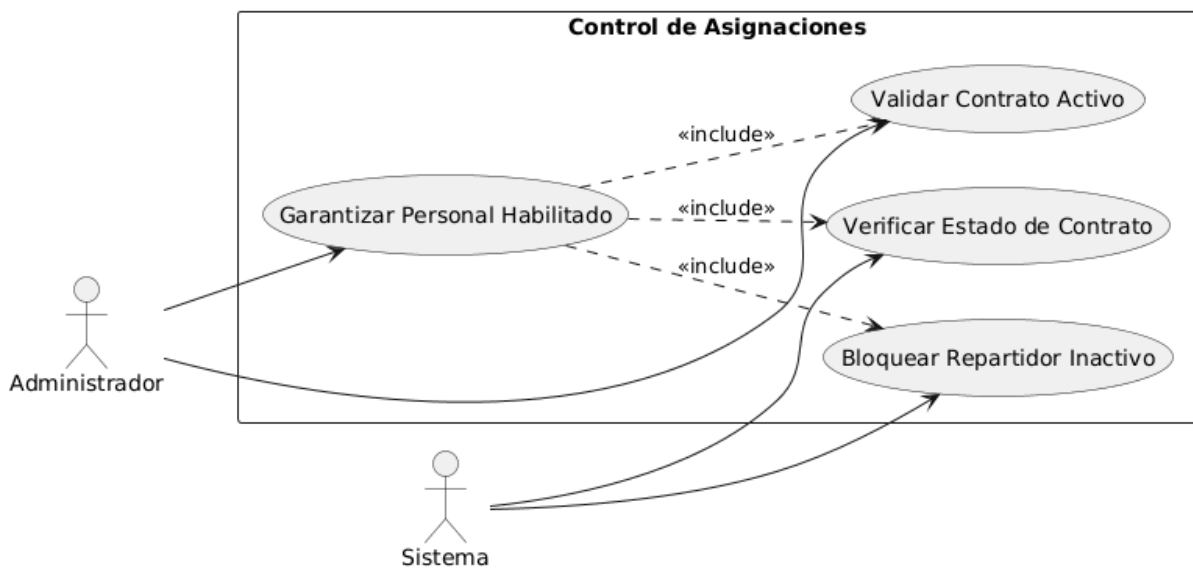 Control de Asignaciones
Validar Contrato Activo
«include»
Garantizar Personal Habilitado
«include»
Verificar Estado de Contrato
«include»
Bloquear Repartidor Inactivo
Administrador
Sistema